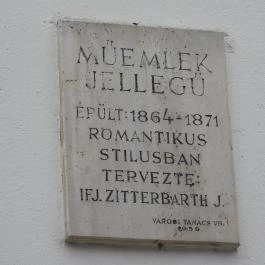 MŰEMLÉK
JELLEGŰ
ÉPÜLT: 1864-1871
ROMANTIKUS
STILUSBAN
TERVEZTE:
IFJ. ZITTERBARTH J.
VÁROSI TANÁCS VB.